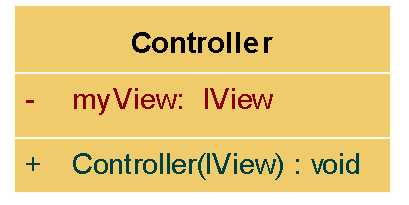 Controller
- myView: IView
+ Controller(IView) : void